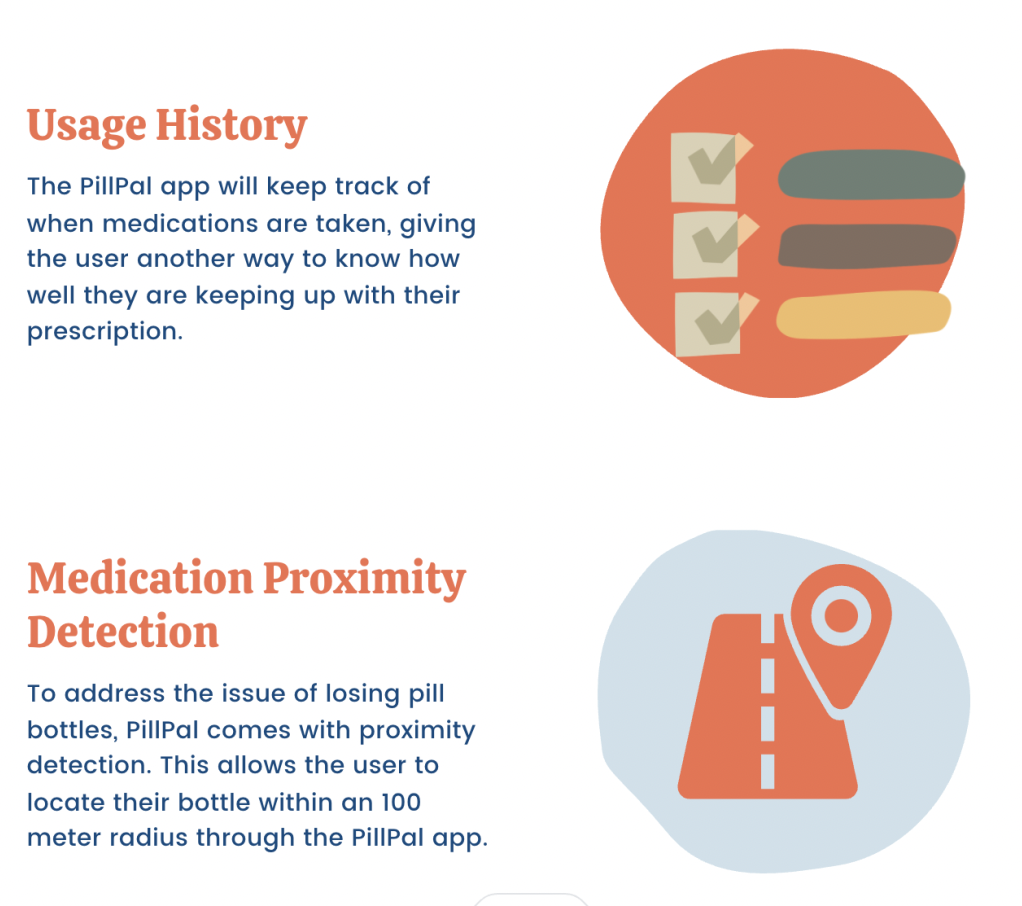 Usage History
The PillPal app will keep track of
when medications are taken, giving
the user another way to know how
well they are keeping up with their
prescription.
Medication Proximity
Detection
To address the issue of losing pill
bottles, PillPal comes with proximity
detection. This allows the user to
locate their bottle within an 100
meter radius through the PillPal app.